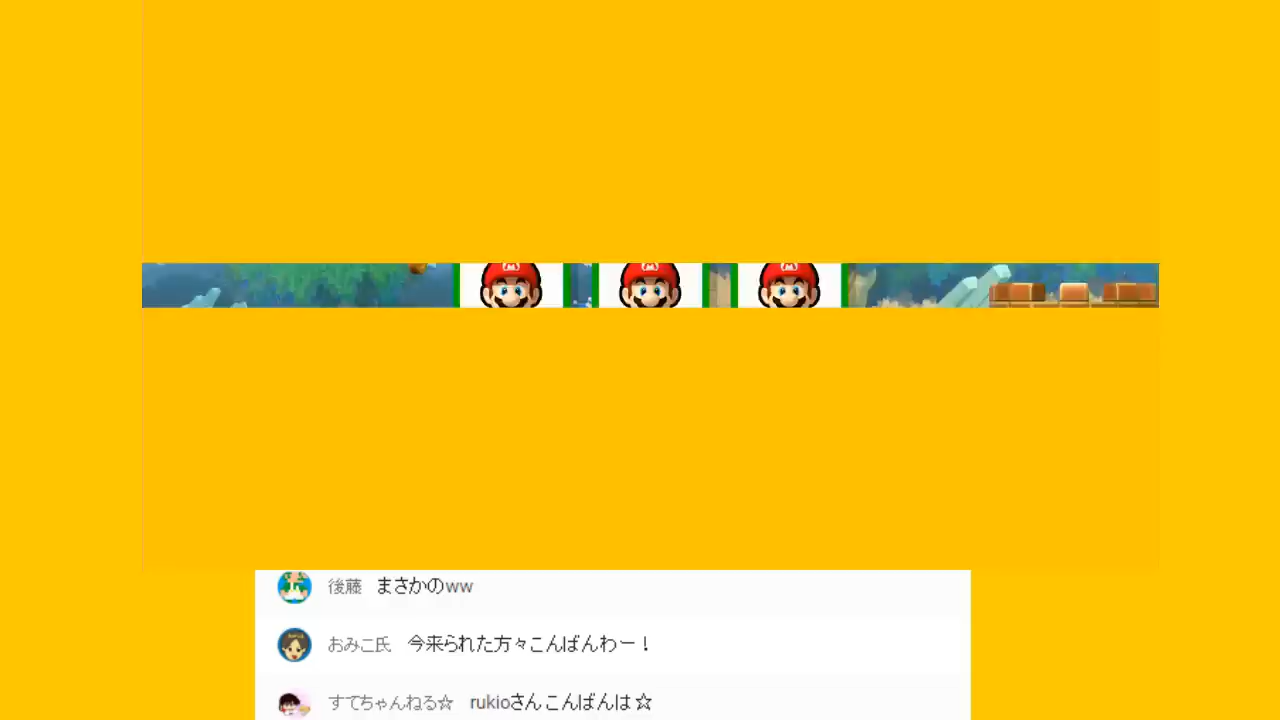 後藤 まさかのww
おみこ氏 今来られた方々こんばんわー！
すてちゃんねる☆ rukioさんこんばんは☆